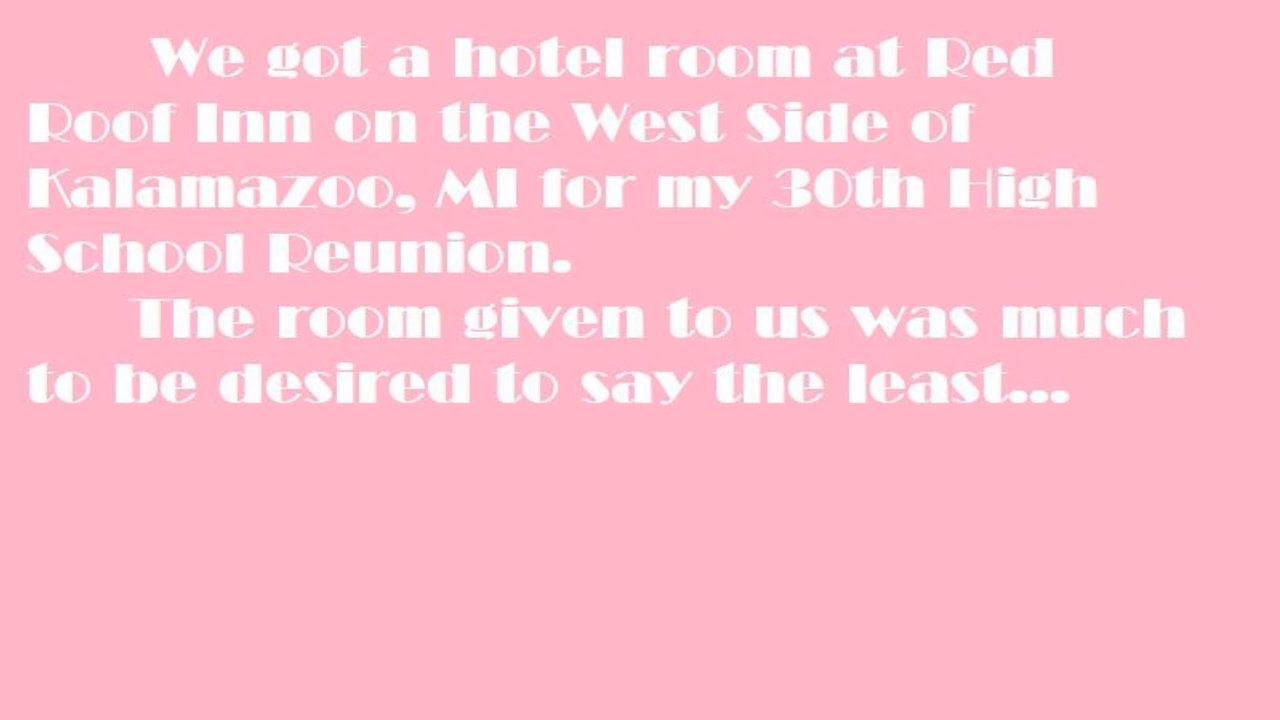 We got a hotel room at Red
Roof Inn on the West Side of
Kalamazoo, MI for my 30th High
School Reunion.
The room given to us was much
to be desired to say the least...